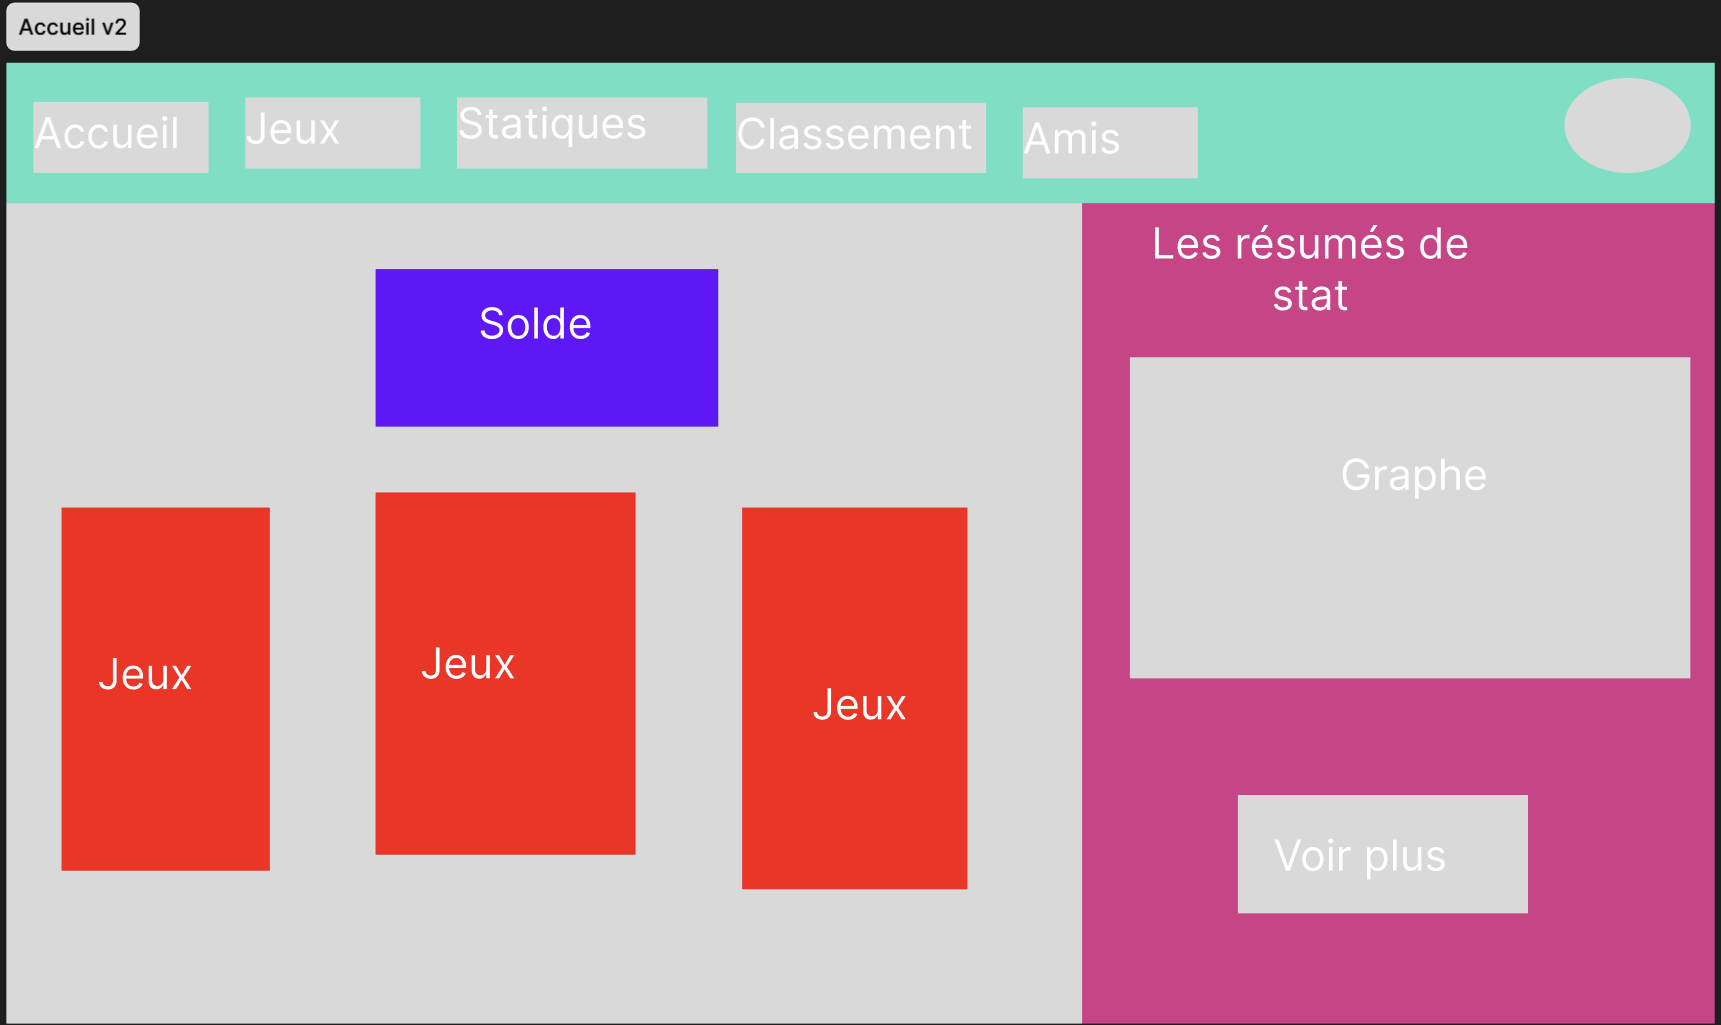 Accueil v2
Accueil
Jeux
Statiques
Classement
Amis
Les résumés de
stat
Solde
Graphe
Jeux
Jeux
Jeux
Voir plus